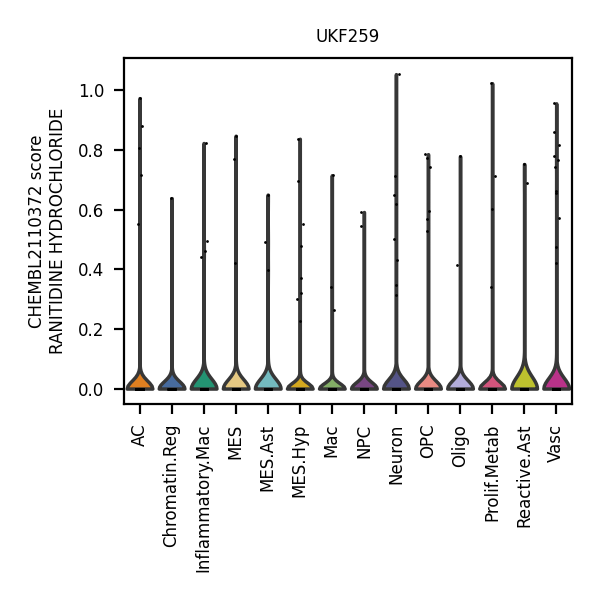 UKF259
CHEMBL2110372 score
RANITIDINE HYDROCHLORIDE
1.0
0.8
0.6
0.4
0.2
0.0
AC
Chromatin.Reg
Inflammatory.Mac
MES
MES.Ast
MES.Hyp
Mac
NPC
Neuron
OPC
Oligo
Prolif.Metab
Reactive.Ast
Vasc